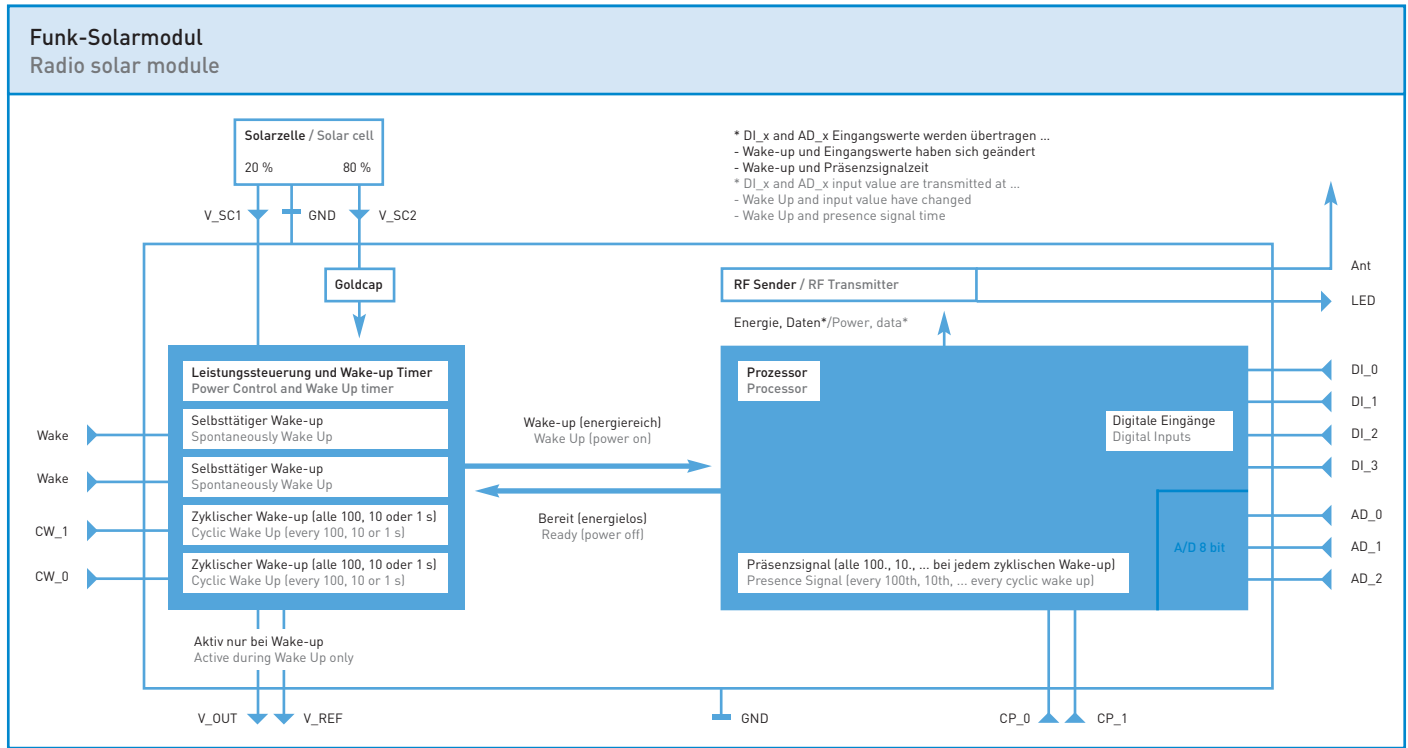 Funk-Solarmodul
Radio solar module
Solarzelle / Solar cell
20 % 80 %
V_SC1 GND V_SC2
* DI_x and AD_x Eingangswerte werden übertragen ...
- Wake-up und Eingangswerte haben sich geändert
- Wake-up und Präsenzsignalzeit
* DI_x and AD_x input value are transmitted at ...
- Wake Up and input value have changed
- Wake Up and presence signal time
Goldcap
RF Sender / RF Transmitter
Ant
LED
Energie, Daten*/Power, data*
Leistungssteuerung und Wake-up Timer
Power Control and Wake Up timer
Selbsttätiger Wake-up
Spontaneously Wake Up
Selbsttätiger Wake-up
Spontaneously Wake Up
Zyklischer Wake-up (alle 100, 10 oder 1 s)
Cyclic Wake Up (every 100, 10 or 1 s)
Zyklischer Wake-up (alle 100, 10 oder 1 s)
Cyclic Wake Up (every 100, 10 or 1 s)
Wake
Wake
CW_1
CW_0
Wake-up (energiereich)
Wake Up (power on)
Bereit (energielos)
Ready (power off)
Prozessor
Processor
Digitale Eingänge
Digital Inputs
A/D 8 bit
Präsenzsignal (alle 100., 10., ... bei jedem zyklischen Wake-up)
Presence Signal (every 100th, 10th, ... every cyclic wake up)
DI_0
DI_1
DI_2
DI_3
AD_0
AD_1
AD_2
Aktiv nur bei Wake-up
Active during Wake Up only
V_OUT V_REF
GND
CP_0 CP_1